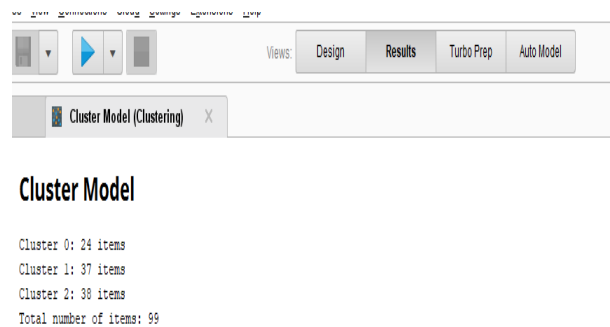 Views: Design Results Turbo Prep Auto Model
Cluster Model (Clustering)
Cluster Model
Cluster 0: 24 items
Cluster 1: 37 items
Cluster 2: 38 items
Total number of items: 99